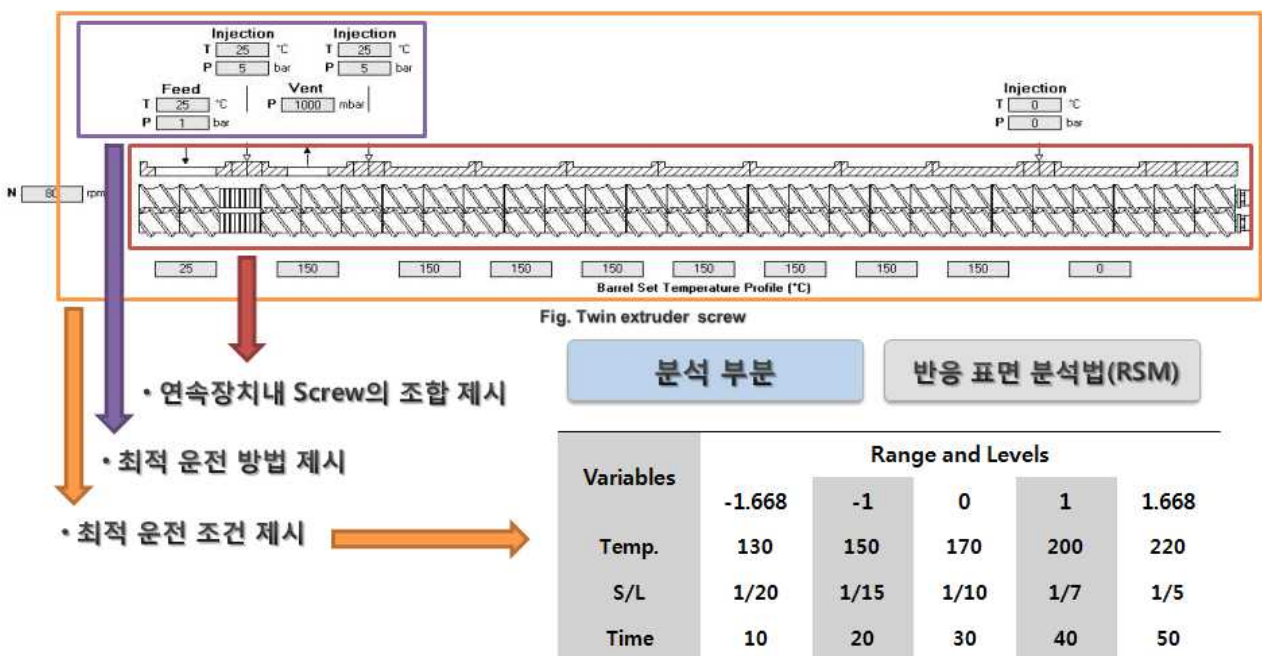 Injection Injection
T 25 °C T 25 °C
P 5 bar P 5 bar
Feed Vent Injection
T 25 °C P 1000 mbar T 0 °C
P 1 bar P 0 bar
N 80 rpm
25 150 150 150 150 150 150 150 150 0
Barrel Set Temperature Profile (°C)
Fig. Twin extruder screw
분석 부분 반응 표면 분석법(RSM)
· 연속장치내 Screw의 조합 제시
· 최적 운전 방법 제시
· 최적 운전 조건 제시
Variables Range and Levels
-1.668 -1 0 1 1.668
Temp. 130 150 170 200 220
S/L 1/20 1/15 1/10 1/7 1/5
Time 10 20 30 40 50